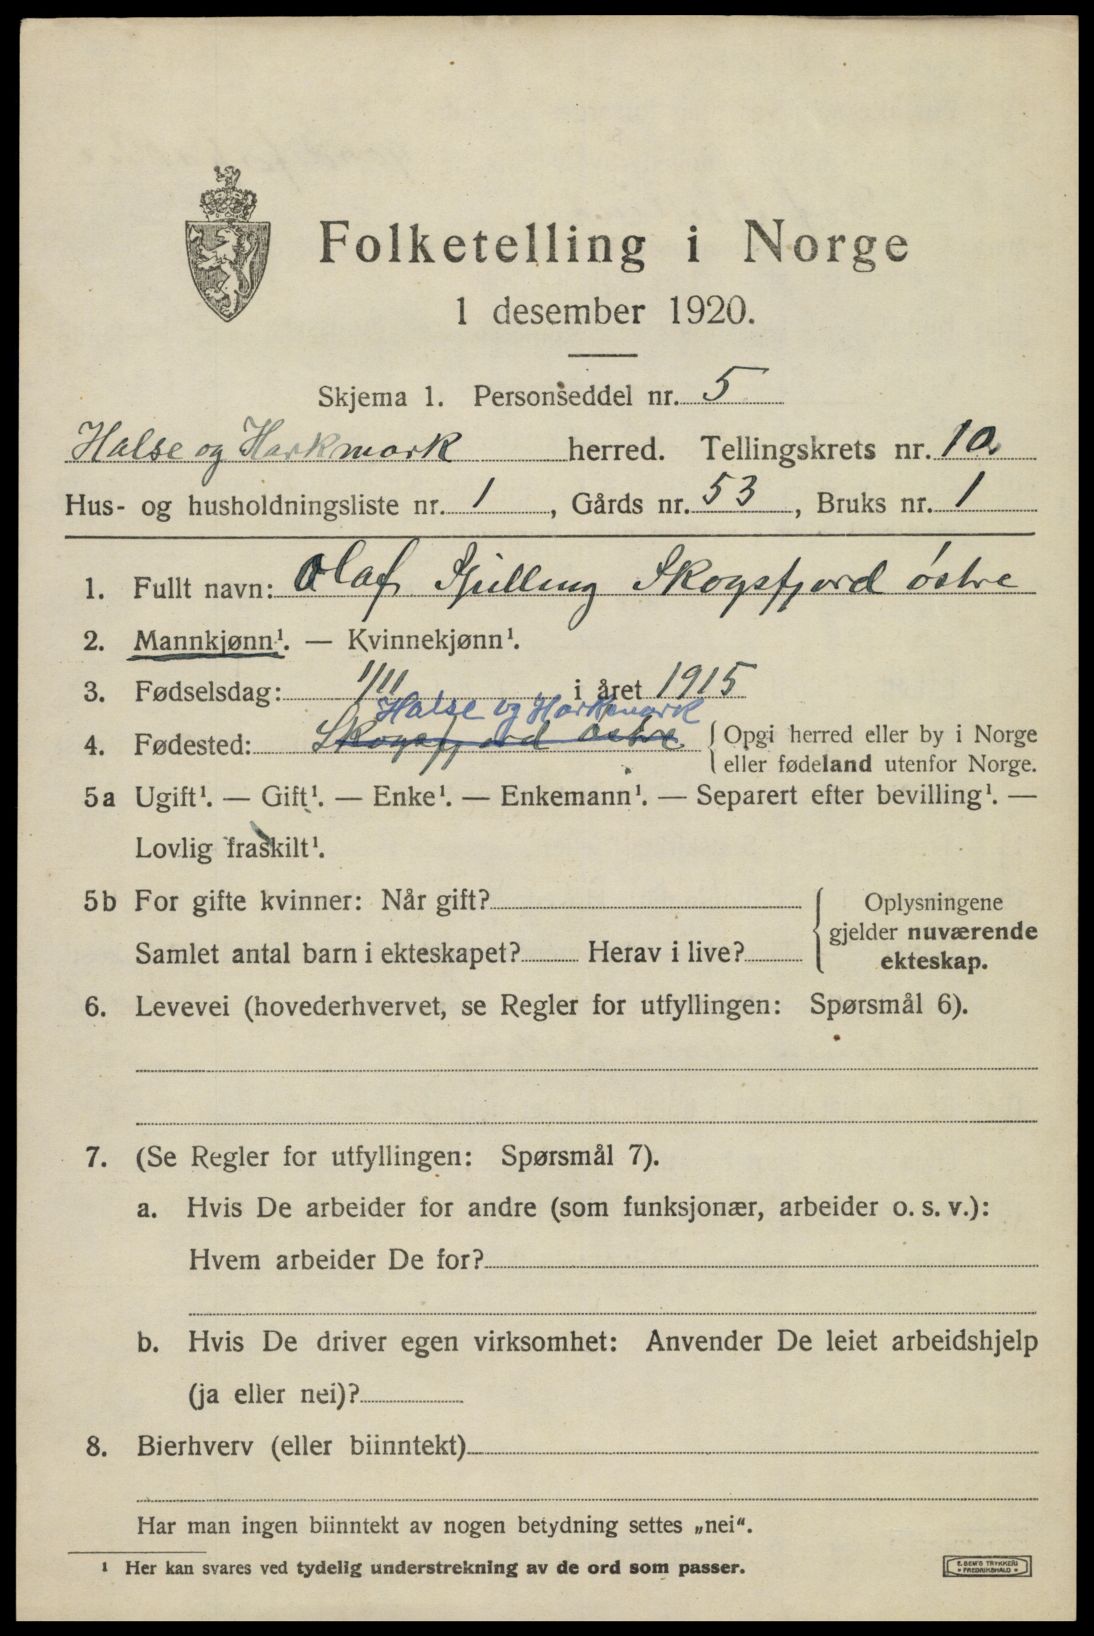 Folketelling i Norge
1 desember 1920.
Skjema 1. Personseddel nr. 5
Halse og Harkmark herred. Tellingskrets nr. 10.
Hus- og husholdningsliste nr. 1, Gårds nr. 53, Bruks nr. 1
1. Fullt navn: Olaf Skogsfjord östre
2. Mannkjønn¹. — Kvinnekjønn¹.
3. Fødselsdag: 1/11 i året 1915
Halse og Harkmark
4. Fødested: Skogsfjord östre { Opgi herred eller by i Norge
eller fødeland utenfor Norge.
5a Ugift¹. — Gift¹. — Enke¹. — Enkemann¹. — Separert efter bevilling¹. —
Lovlig fraskilt¹.
5b For gifte kvinner: Når gift? { Oplysningene
gjelder nuværende
Samlet antal barn i ekteskapet? Herav i live?
ekteskap.
6. Levevei (hovederhvervet, se Regler for utfyllingen: Spørsmål 6).
7. (Se Regler for utfyllingen: Spørsmål 7).
a. Hvis De arbeider for andre (som funksjonær, arbeider o. s. v.):
Hvem arbeider De for?
b. Hvis De driver egen virksomhet: Anvender De leiet arbeidshjelp
(ja eller nei)?
8. Bierhverv (eller biinntekt)
Har man ingen biinntekt av nogen betydning settes „nei“.
¹ Her kan svares ved tydelig understrekning av de ord som passer.
E. SEM'S TRYKKERI
* FREDRIKSHALD *